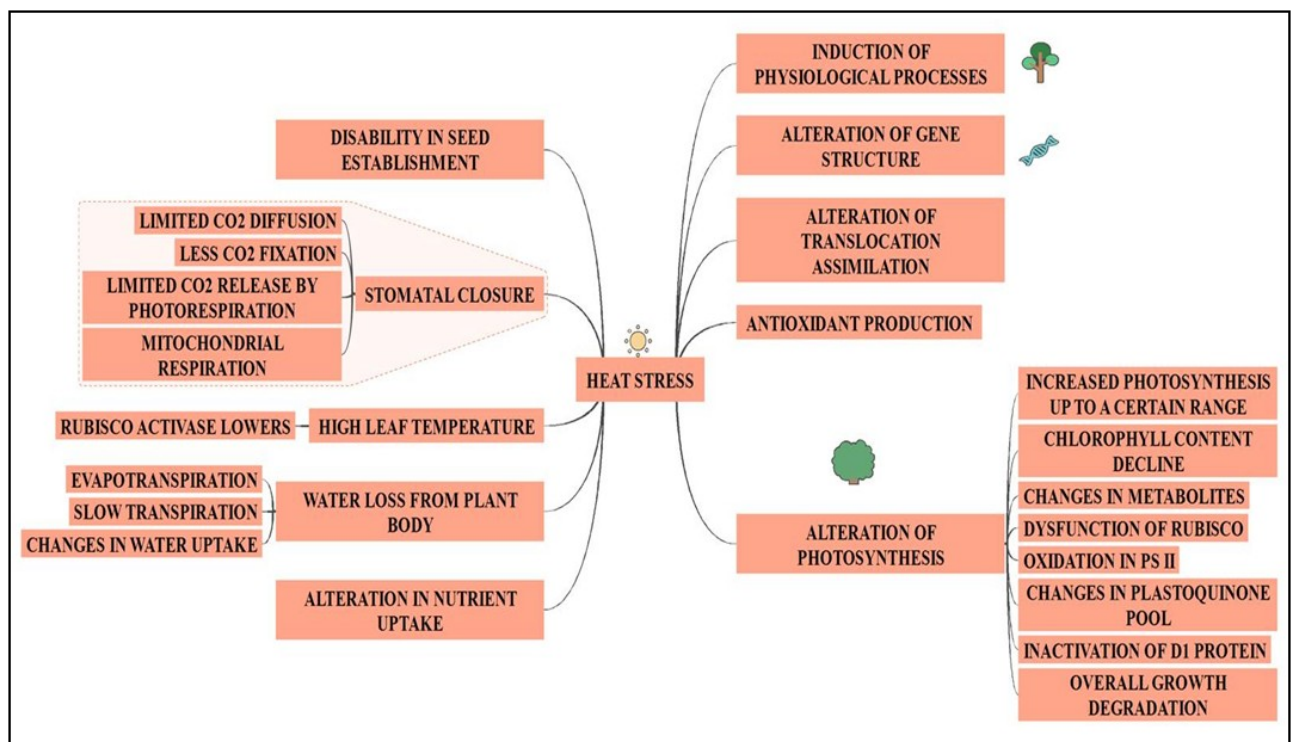 DISABILITY IN SEED
ESTABLISHMENT
LIMITED CO2 DIFFUSION
LESS CO2 FIXATION
LIMITED CO2 RELEASE BY
PHOTORESPIRATION
MITOCHONDRIAL
RESPIRATION
STOMATAL CLOSURE
RUBISCO ACTIVASE LOWERS
HIGH LEAF TEMPERATURE
EVAPOTRANSPIRATION
SLOW TRANSPIRATION
CHANGES IN WATER UPTAKE
WATER LOSS FROM PLANT
BODY
ALTERATION IN NUTRIENT
UPTAKE
HEAT STRESS
INDUCTION OF
PHYSIOLOGICAL PROCESSES
ALTERATION OF GENE
STRUCTURE
ALTERATION OF
TRANSLOCATION
ASSIMILATION
ANTIOXIDANT PRODUCTION
ALTERATION OF
PHOTOSYNTHESIS
INCREASED PHOTOSYNTHESIS
UP TO A CERTAIN RANGE
CHLOROPHYLL CONTENT
DECLINE
CHANGES IN METABOLITES
DYSFUNCTION OF RUBISCO
OXIDATION IN PS II
CHANGES IN PLASTOQUINONE
POOL
INACTIVATION OF D1 PROTEIN
OVERALL GROWTH
DEGRADATION